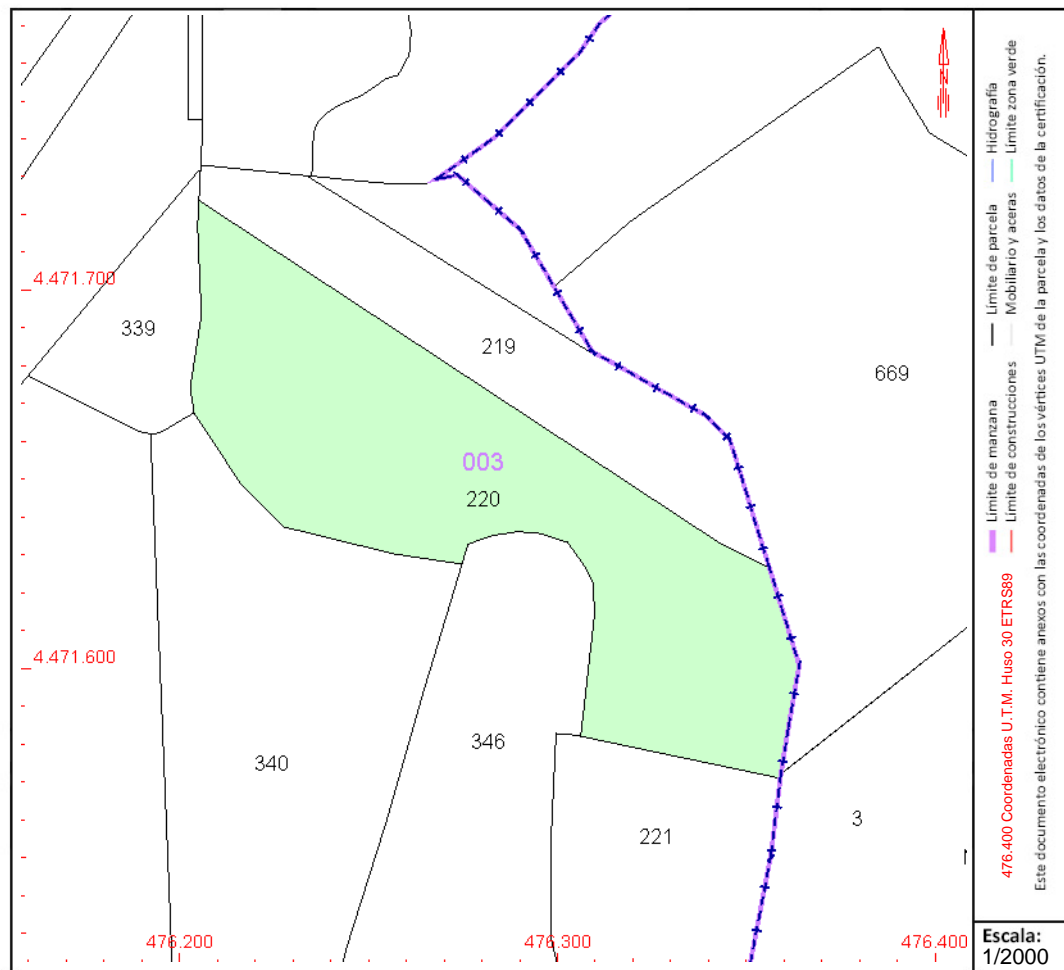 4.471.700
339
219
669
003
220
4.471.600
340
346
221
3
476.200
476.300
476.400
Límite de manzana
Límite de parcela
Hidrografía
Límite de construcciones
Mobiliario y aceras
Límite zona verde
476.400 Coordenadas U.T.M. Huso 30 ETRS89
Este documento electrónico contiene anexos con las coordenadas de los vértices UTM de la parcela y los datos de la certificación.
Escala:
1/2000